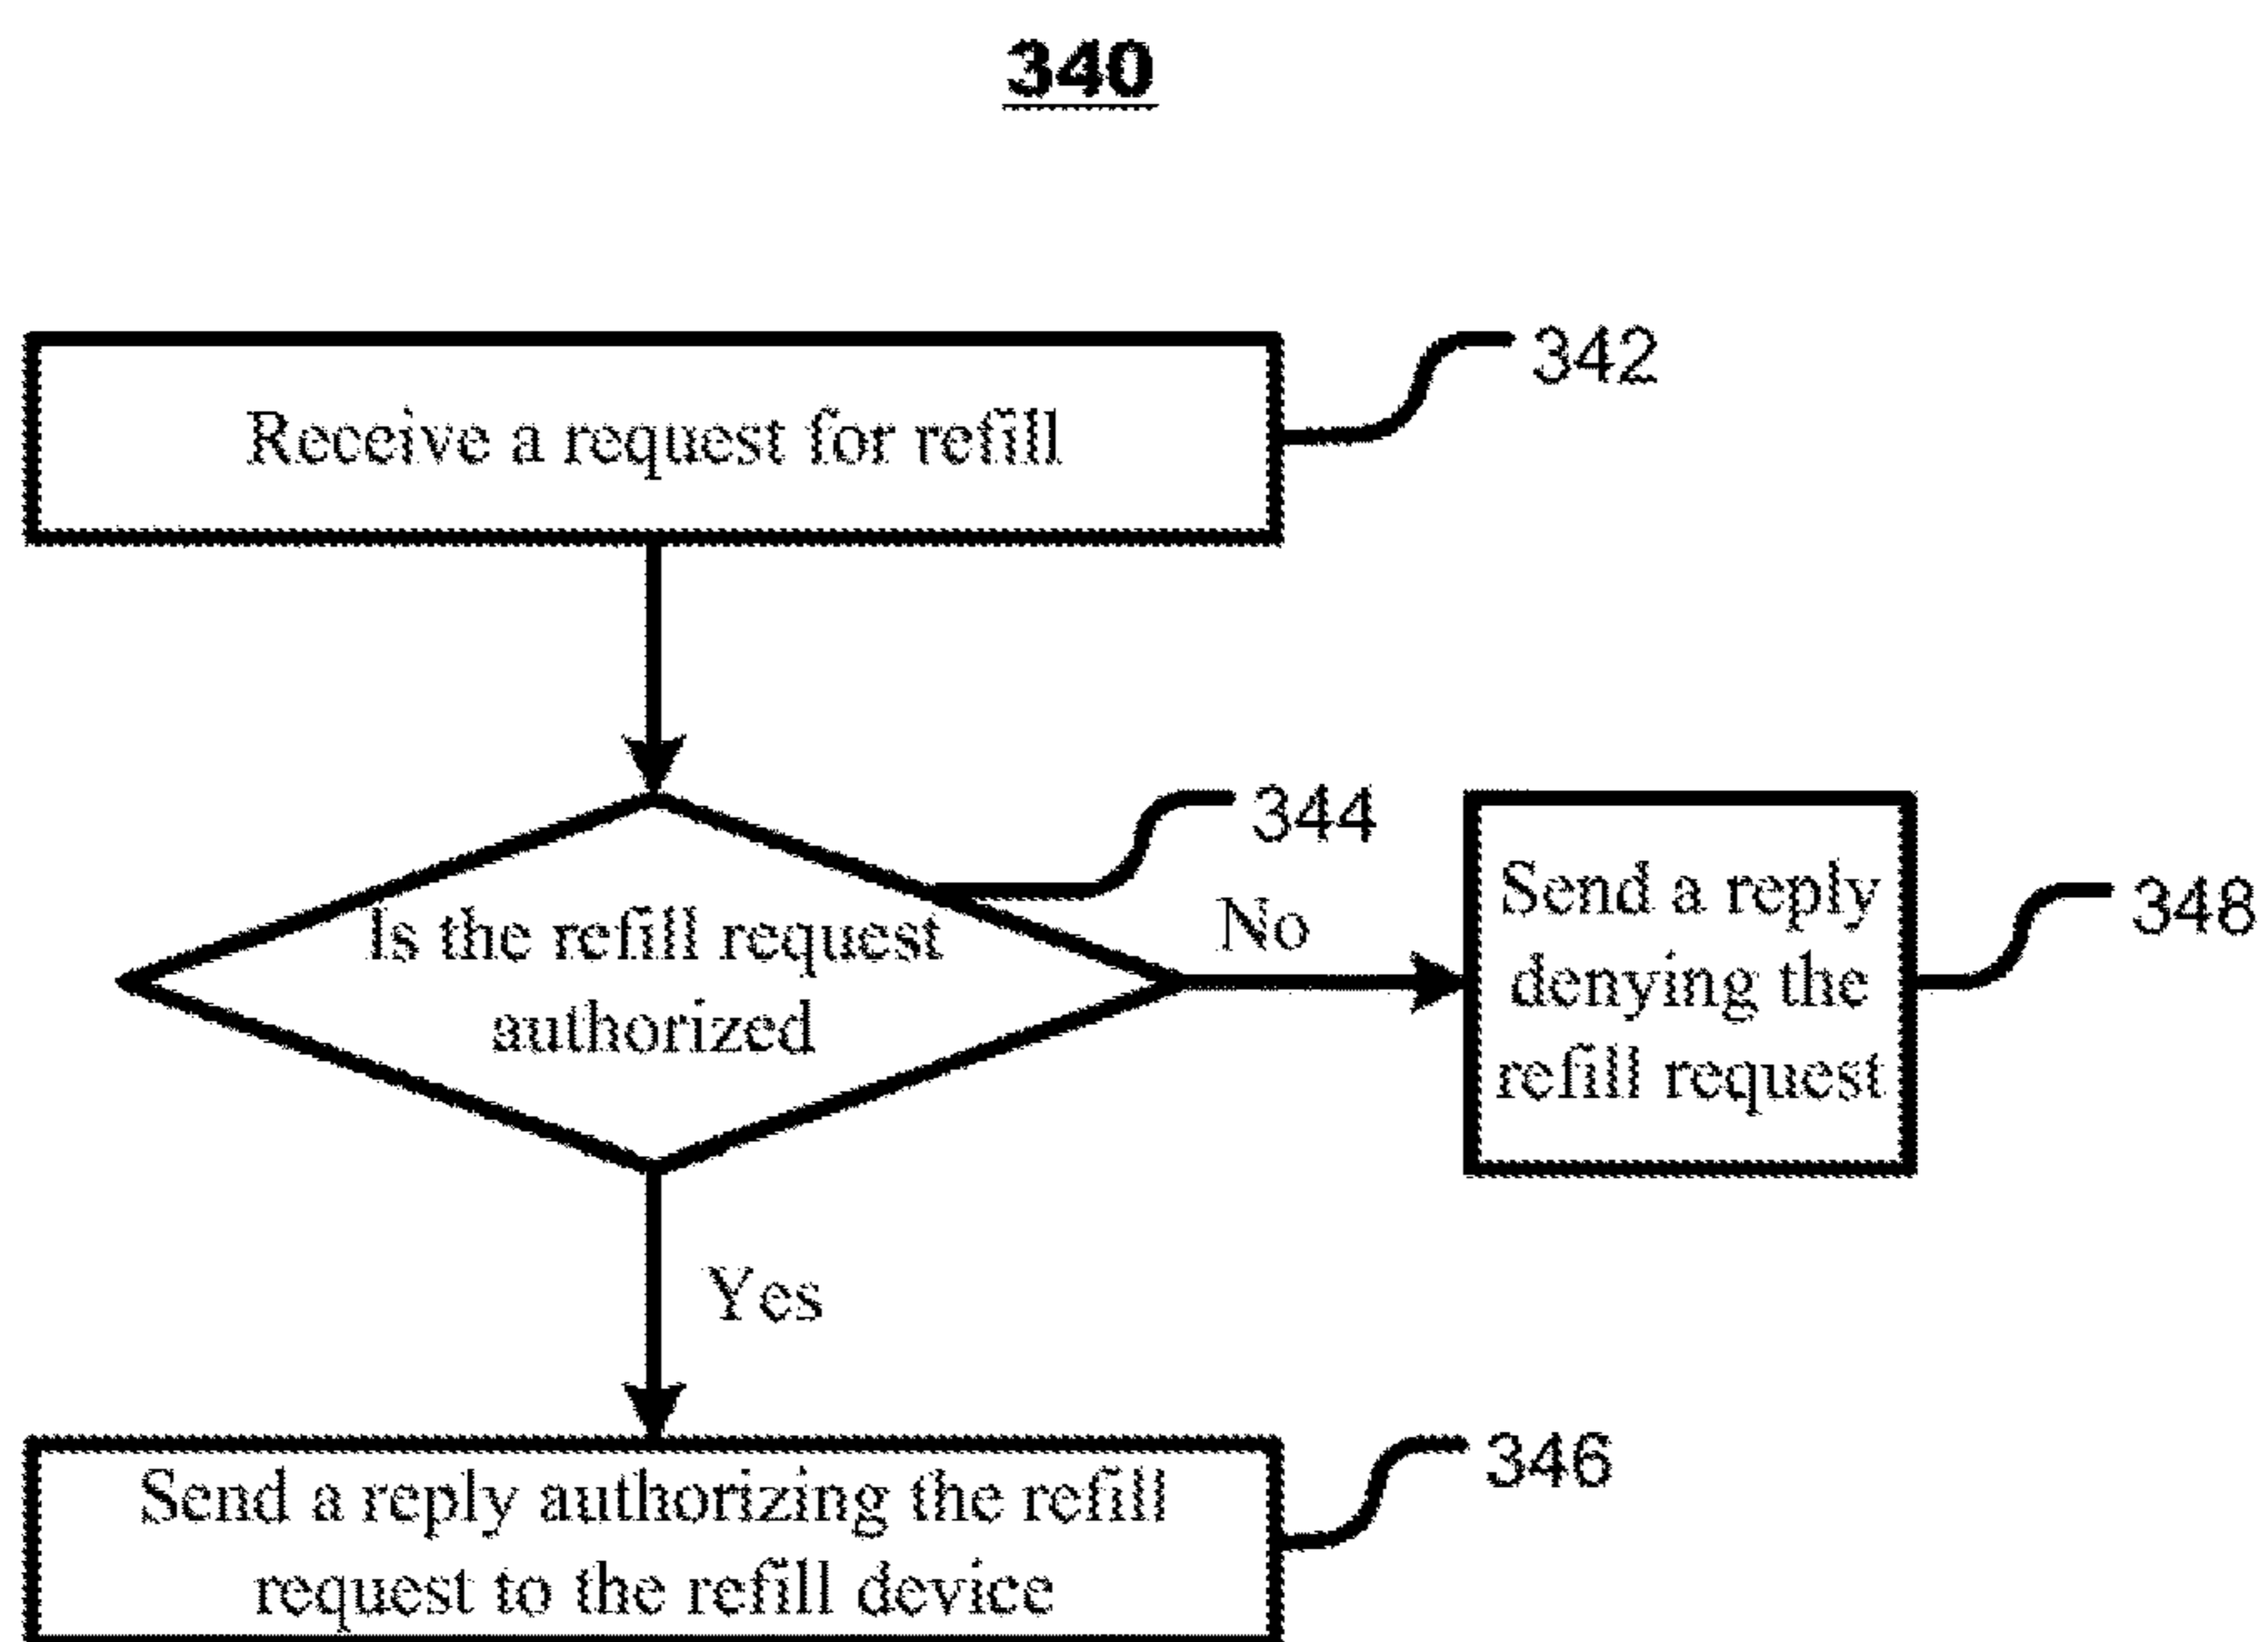 340
Receive a request for refill
342
Is the refill request
authorized
344
No
Send a reply
denying the
refill request
348
Yes
Send a reply authorizing the refill
request to the refill device
346